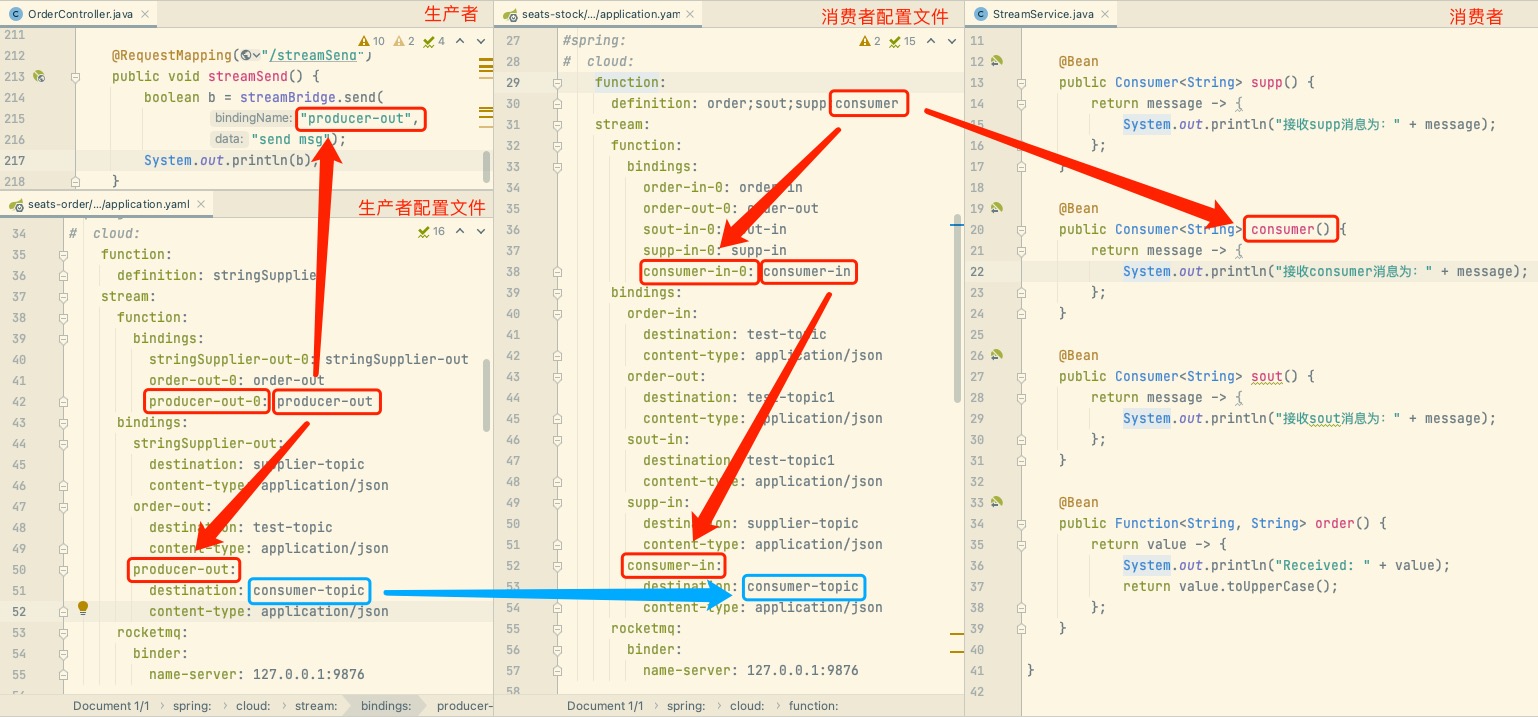 OrderController.java
生产者
211
10 2 4
212 @RequestMapping("/streamSend")
213 public void streamSend() {
214 boolean b = streamBridge.send(
215 bindingName: "producer-out",
216 data: "send msg");
217 System.out.println(b);
218 }
seats-order/.../application.yaml
生产者配置文件
16
34 # cloud:
35 function:
36 definition: stringSupplie
37 stream:
38 function:
39 bindings:
40 stringSupplier-out-0: stringSupplier-out
41 order-out-0: order-out
42 producer-out-0: producer-out
43 bindings:
44 stringSupplier-out:
45 destination: supplier-topic
46 content-type: application/json
47 order-out:
48 destination: test-topic
49 content-type: application/json
50 producer-out:
51 destination: consumer-topic
52 content-type: application/json
53 rocketmq:
54 binder:
55 name-server: 127.0.0.1:9876
Document 1/1 spring: cloud: stream: bindings: producer-
seats-stock/.../application.yam
消费者配置文件
2 15
27 #spring:
28 # cloud:
29 function:
30 definition: order;sout;supp;consumer
31 stream:
32 function:
33 bindings:
34 order-in-0: order-in
35 order-out-0: order-out
36 sout-in-0: sout-in
37 supp-in-0: supp-in
38 consumer-in-0: consumer-in
39 bindings:
40 order-in:
41 destination: test-topic
42 content-type: application/json
43 order-out:
44 destination: test-topic1
45 content-type: application/json
46 sout-in:
47 destination: test-topic1
48 content-type: application/json
49 supp-in:
50 destination: supplier-topic
51 content-type: application/json
52 consumer-in:
53 destination: consumer-topic
54 content-type: application/json
55 rocketmq:
56 binder:
57 name-server: 127.0.0.1:9876
58
Document 1/1 spring: cloud: function:
StreamService.java
消费者
11
12 @Bean
13 public Consumer<String> supp() {
14 return message -> {
15 System.out.println("接收supp消息为: " + message);
16 };
17 }
18
19 @Bean
20 public Consumer<String> consumer() {
21 return message -> {
22 System.out.println("接收consumer消息为: " + message);
23 };
24 }
25
26 @Bean
27 public Consumer<String> sout() {
28 return message -> {
29 System.out.println("接收sout消息为: " + message);
30 };
31 }
32
33 @Bean
34 public Function<String, String> order() {
35 return value -> {
36 System.out.println("Received: " + value);
37 return value.toUpperCase();
38 };
39 }
40
41 }
42